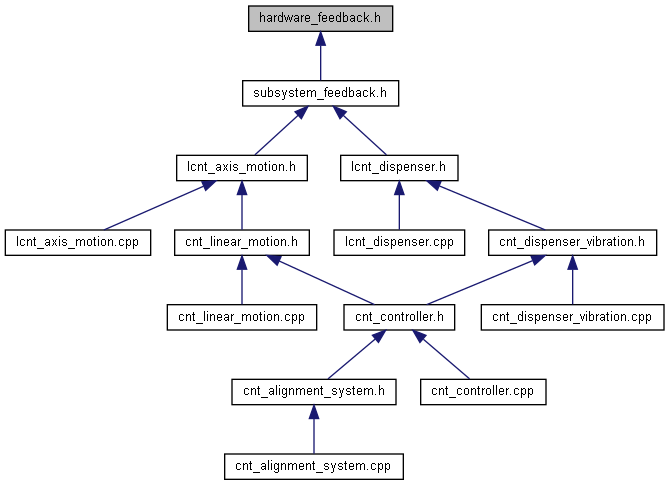 hardware_feedback.h
subsystem_feedback.h
lcnt_axis_motion.h
lcnt_dispenser.h
lcnt_axis_motion.cpp
cnt_linear_motion.h
lcnt_dispenser.cpp
cnt_dispenser_vibration.h
cnt_linear_motion.cpp
cnt_controller.h
cnt_dispenser_vibration.cpp
cnt_alignment_system.h
cnt_controller.cpp
cnt_alignment_system.cpp